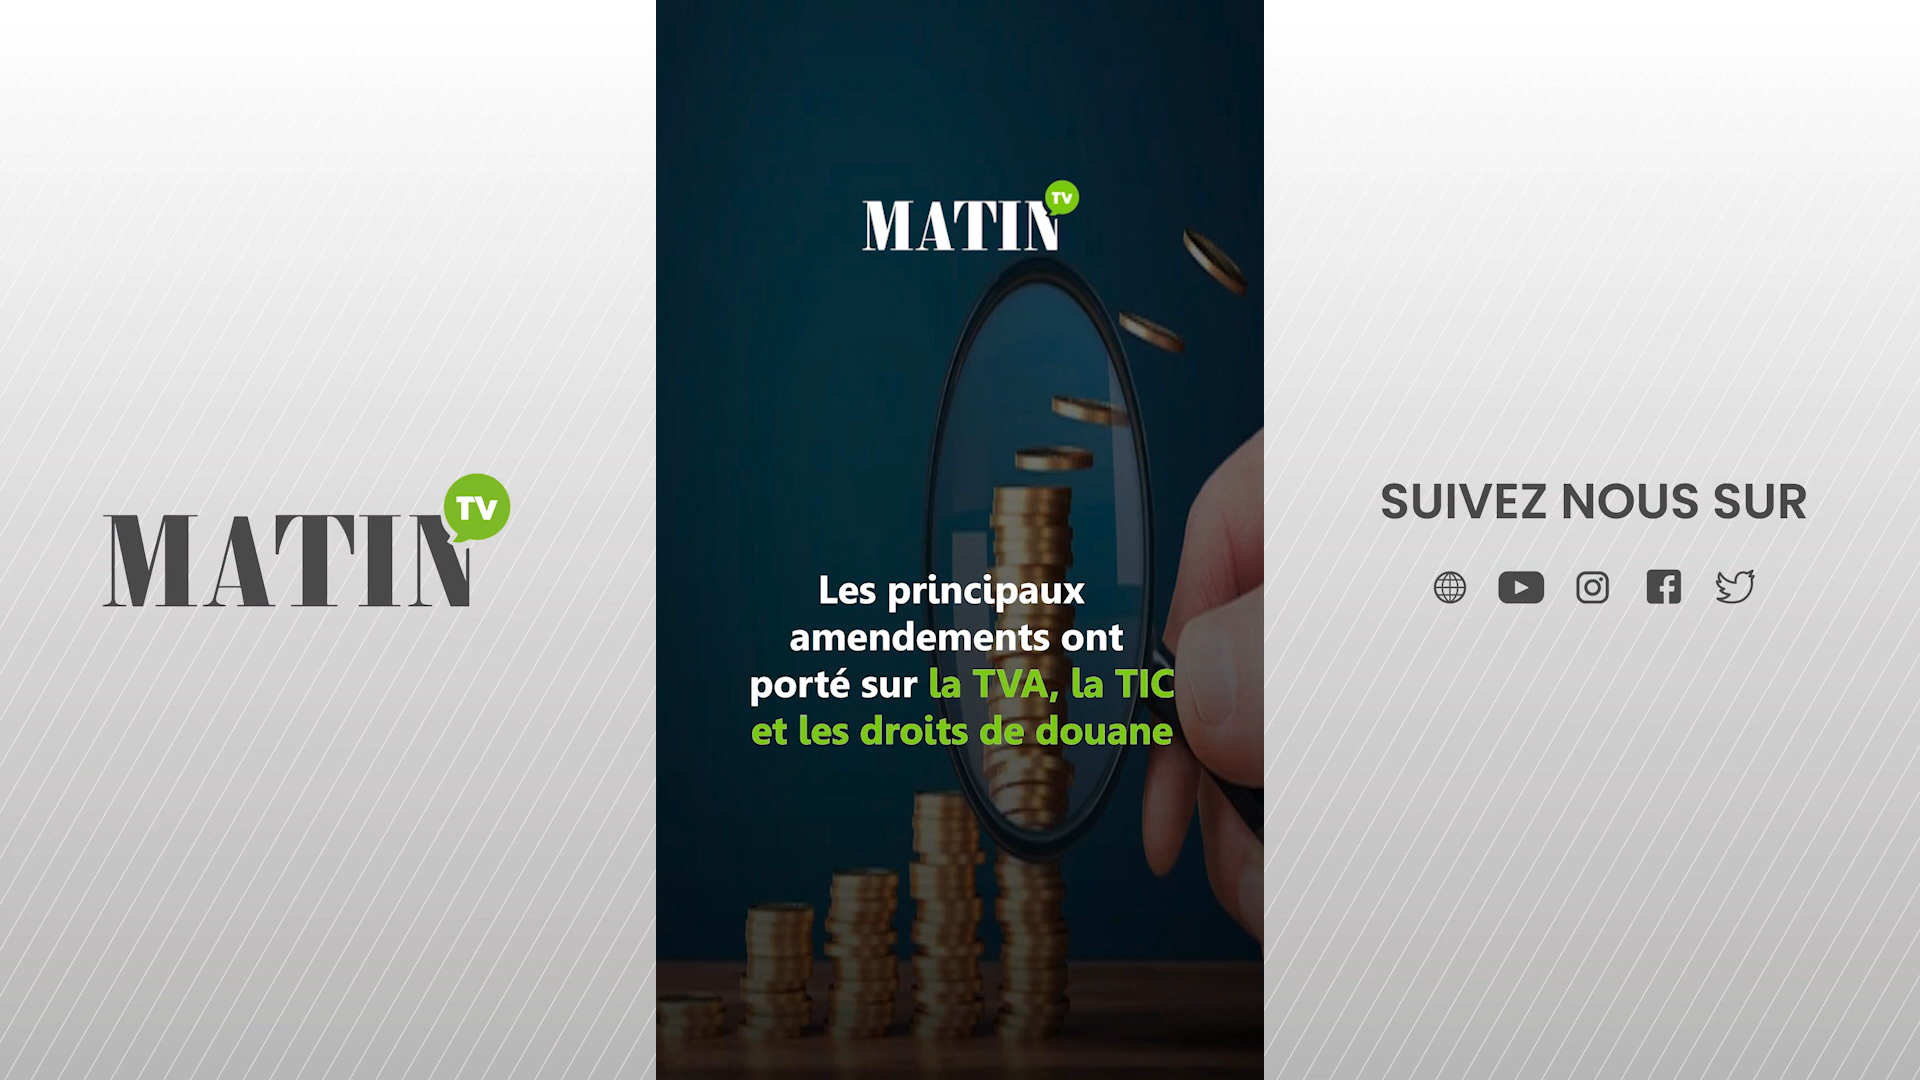 MATIN TV
MATIN TV
Les principaux
amendements ont
porté sur la TVA, la TIC
et les droits de douane
SUIVEZ NOUS SUR